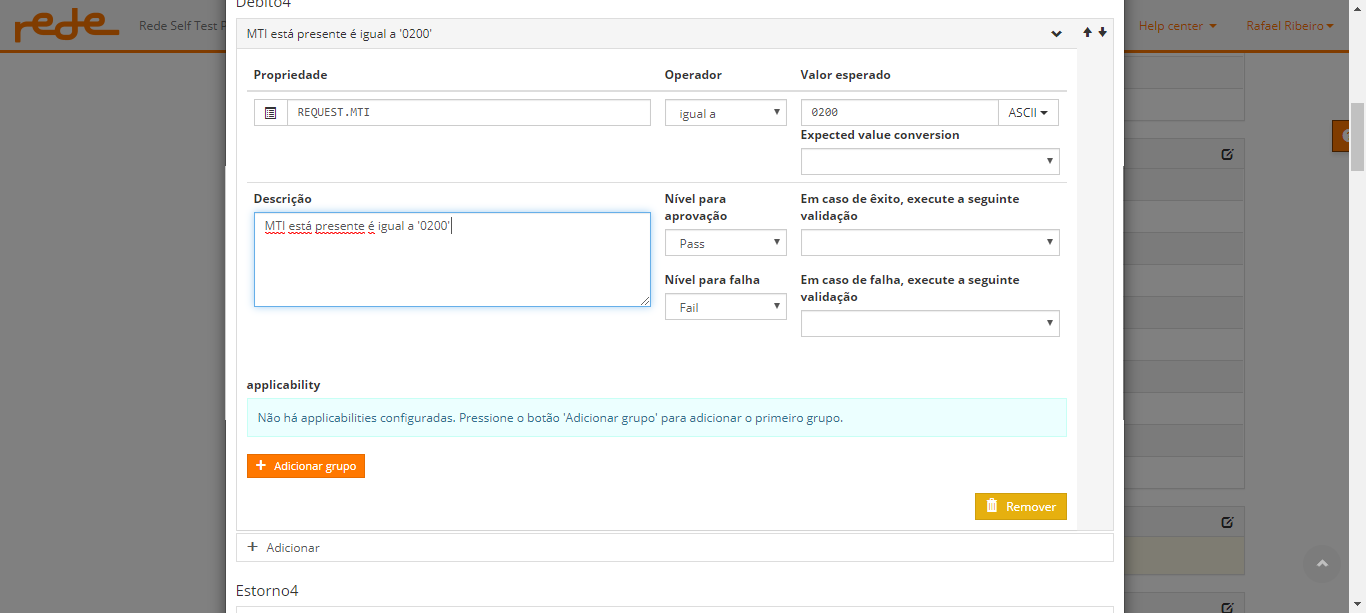 Débito4
rede
Rede Self Test
Help center
Rafael Ribeiro
MTI está presente é igual a '0200'
Propriedade
Operador
Valor esperado
REQUEST.MTI
igual a
0200
ASCII
Expected value conversion
Descrição
Nível para aprovação
Em caso de êxito, execute a seguinte
validação
MTI está presente é igual a '0200'
Pass
Nível para falha
Em caso de falha, execute a seguinte
validação
Fail
applicability
Não há applicabilities configuradas. Pressione o botão 'Adicionar grupo' para adicionar o primeiro grupo.
+ Adicionar grupo
Remover
+ Adicionar
Estorno4